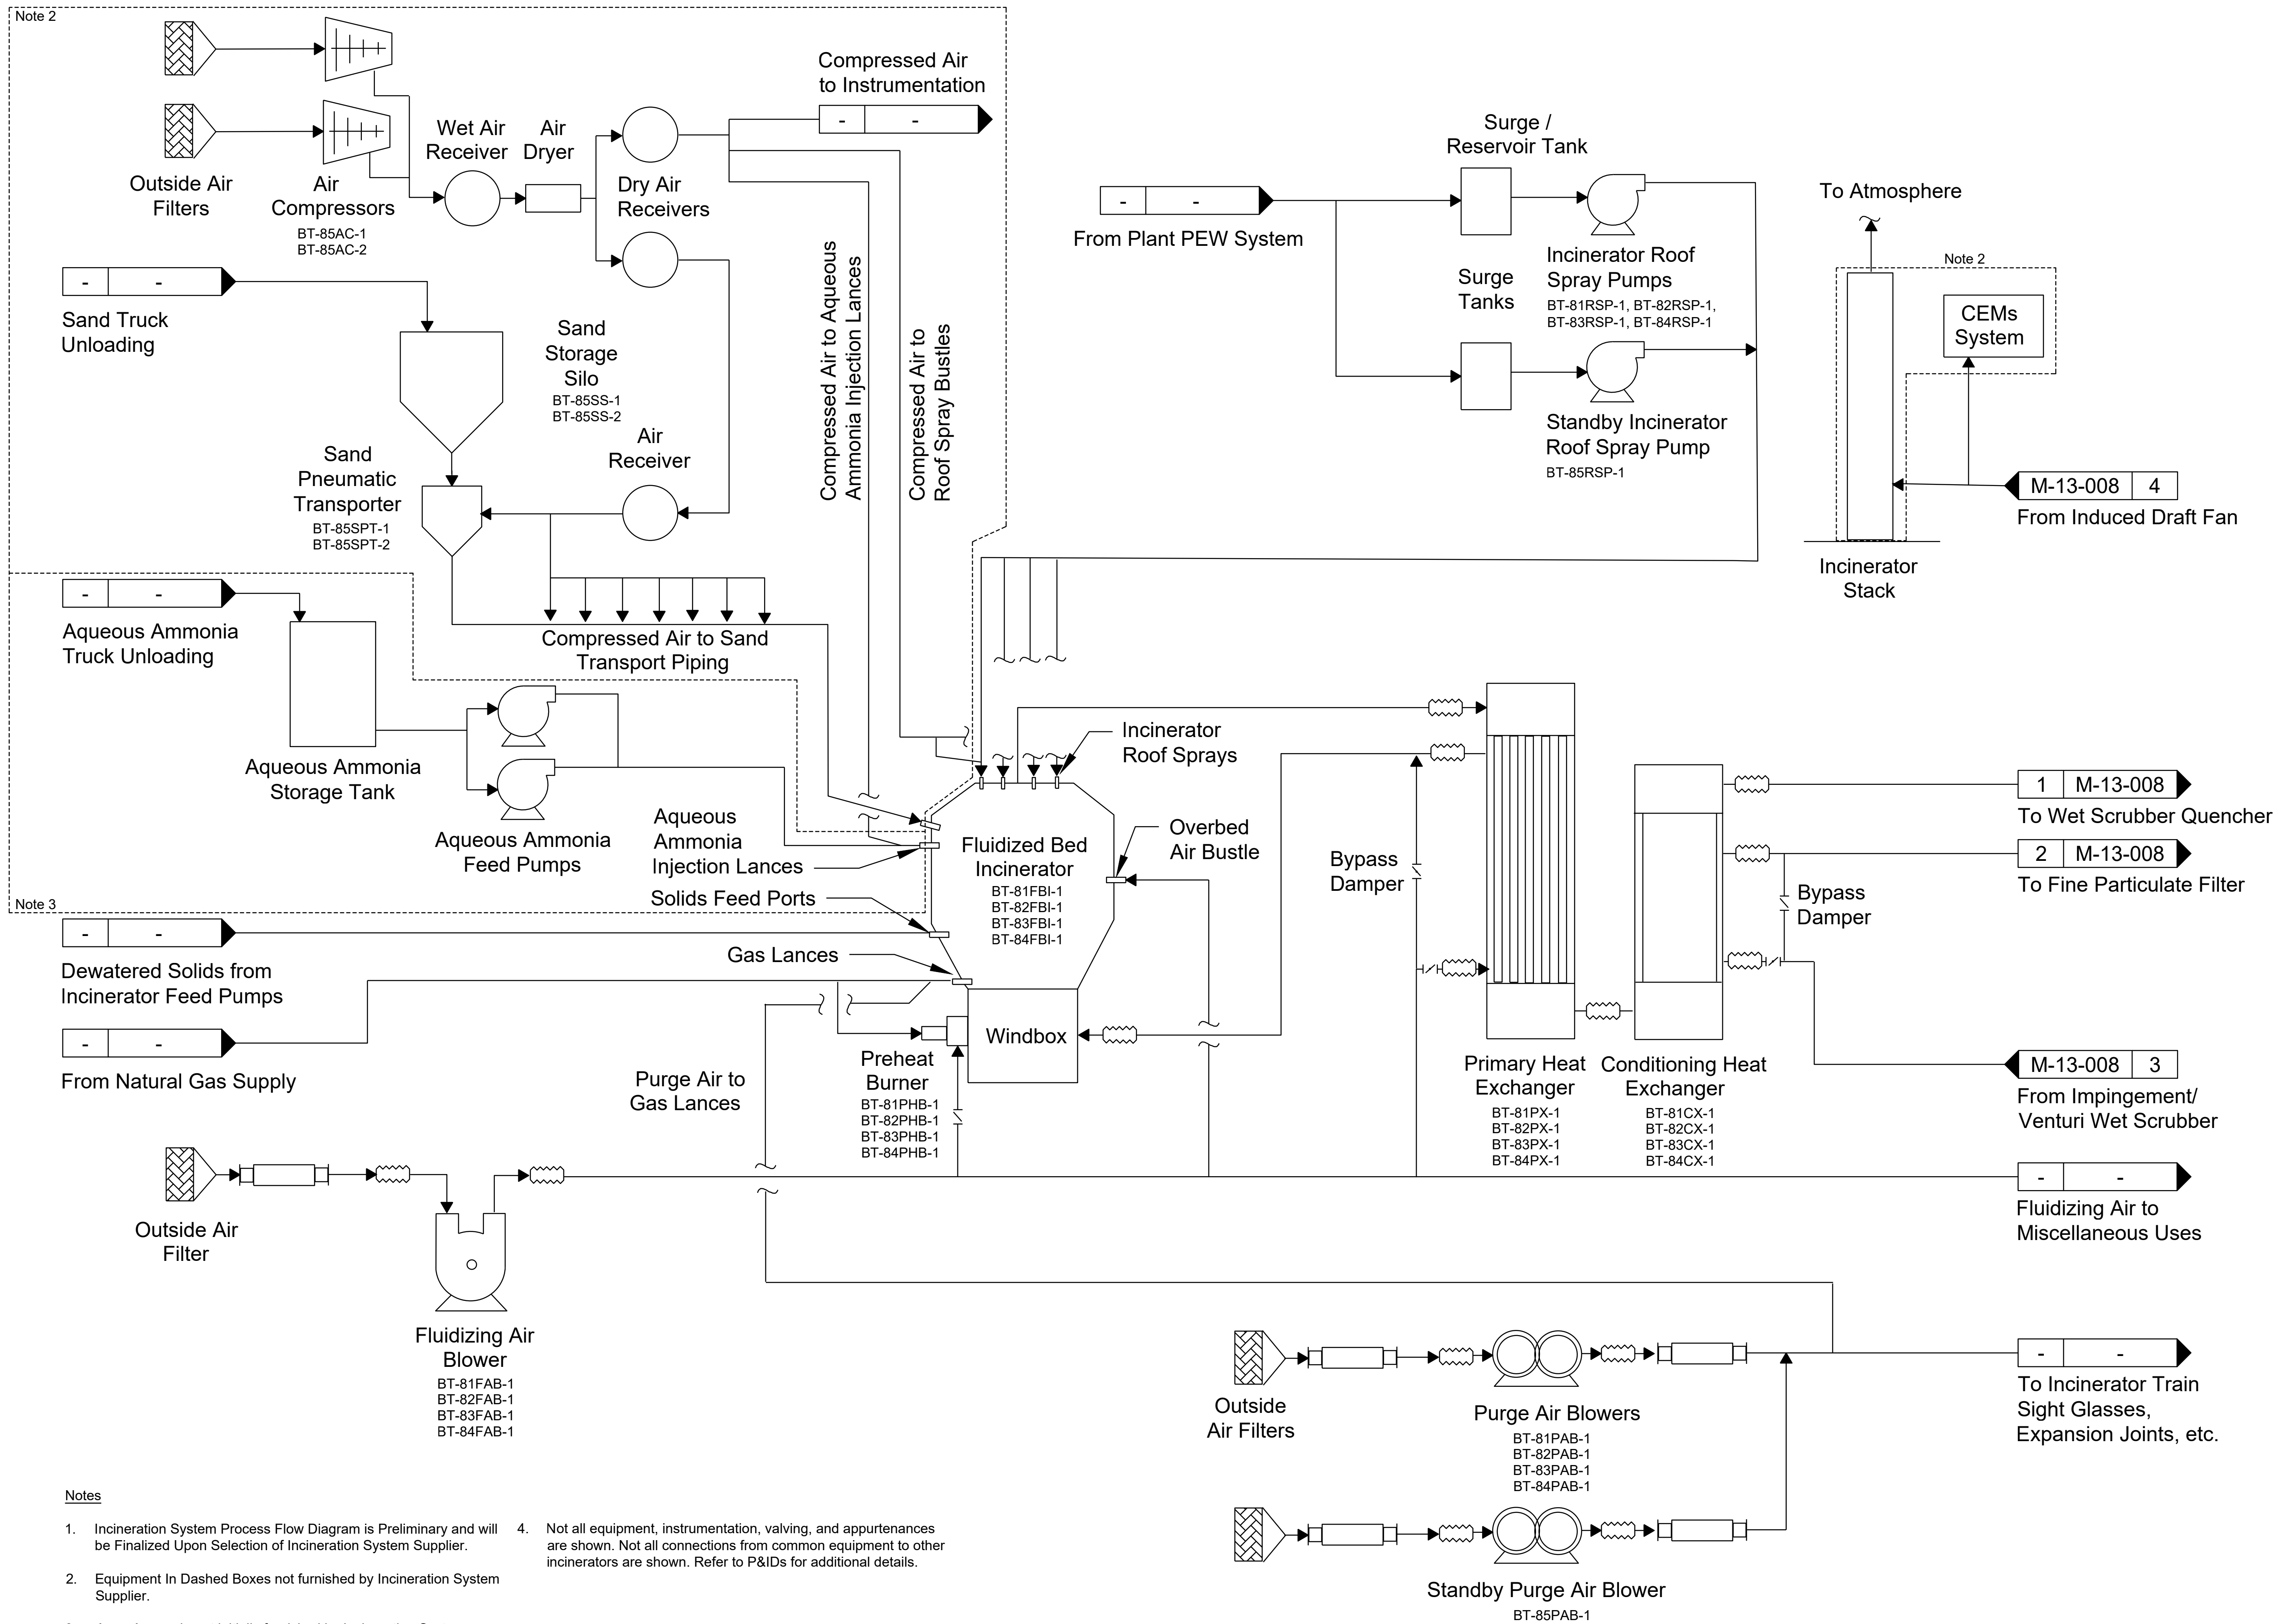 Note 2
Compressed Air
to Instrumentation
-
-
Wet Air
Receiver
Air
Dryer
Outside Air
Filters
Air
Compressors
BT-85AC-1
BT-85AC-2
Dry Air
Receivers
-
-
Sand Truck
Unloading
Sand
Storage
Silo
BT-85SS-1
BT-85SS-2
Air
Receiver
Sand
Pneumatic
Transporter
BT-85SPT-1
BT-85SPT-2
Compressed Air to Aqueous
Ammonia Injection Lances
Compressed Air to
Roof Spray Bustles
Compressed Air to Sand
Transport Piping
Surge /
Reservoir Tank
-
-
From Plant PEW System
Surge
Tanks
Incinerator Roof
Spray Pumps
BT-81RSP-1, BT-82RSP-1,
BT-83RSP-1, BT-84RSP-1
Standby Incinerator
Roof Spray Pump
BT-85RSP-1
To Atmosphere
Note 2
CEMs
System
M-13-008
4
From Induced Draft Fan
Incinerator
Stack
-
-
Aqueous Ammonia
Truck Unloading
Aqueous Ammonia
Storage Tank
Aqueous Ammonia
Feed Pumps
Aqueous
Ammonia
Injection Lances
Solids Feed Ports
Note 3
-
-
Dewatered Solids from
Incinerator Feed Pumps
Gas Lances
-
-
From Natural Gas Supply
Incinerator
Roof Sprays
Fluidized Bed
Incinerator
BT-81FBI-1
BT-82FBI-1
BT-83FBI-1
BT-84FBI-1
Overbed
Air Bustle
Windbox
Preheat
Burner
BT-81PHB-1
BT-82PHB-1
BT-83PHB-1
BT-84PHB-1
Purge Air to
Gas Lances
Bypass
Damper
Primary Heat
Exchanger
BT-81PX-1
BT-82PX-1
BT-83PX-1
BT-84PX-1
Conditioning Heat
Exchanger
BT-81CX-1
BT-82CX-1
BT-83CX-1
BT-84CX-1
1
M-13-008
To Wet Scrubber Quencher
2
M-13-008
To Fine Particulate Filter
Bypass
Damper
M-13-008
3
From Impingement/
Venturi Wet Scrubber
-
-
Fluidizing Air to
Miscellaneous Uses
Outside Air
Filter
Fluidizing Air
Blower
BT-81FAB-1
BT-82FAB-1
BT-83FAB-1
BT-84FAB-1
Outside
Air Filters
Purge Air Blowers
BT-81PAB-1
BT-82PAB-1
BT-83PAB-1
BT-84PAB-1
-
-
To Incinerator Train
Sight Glasses,
Expansion Joints, etc.
Standby Purge Air Blower
BT-85PAB-1
Notes
1. Incineration System Process Flow Diagram is Preliminary and will
be Finalized Upon Selection of Incineration System Supplier.
2. Equipment In Dashed Boxes not furnished by Incineration System
Supplier.
4. Not all equipment, instrumentation, valving, and appurtenances
are shown. Not all connections from common equipment to other
incinerators are shown. Refer to P&IDs for additional details.